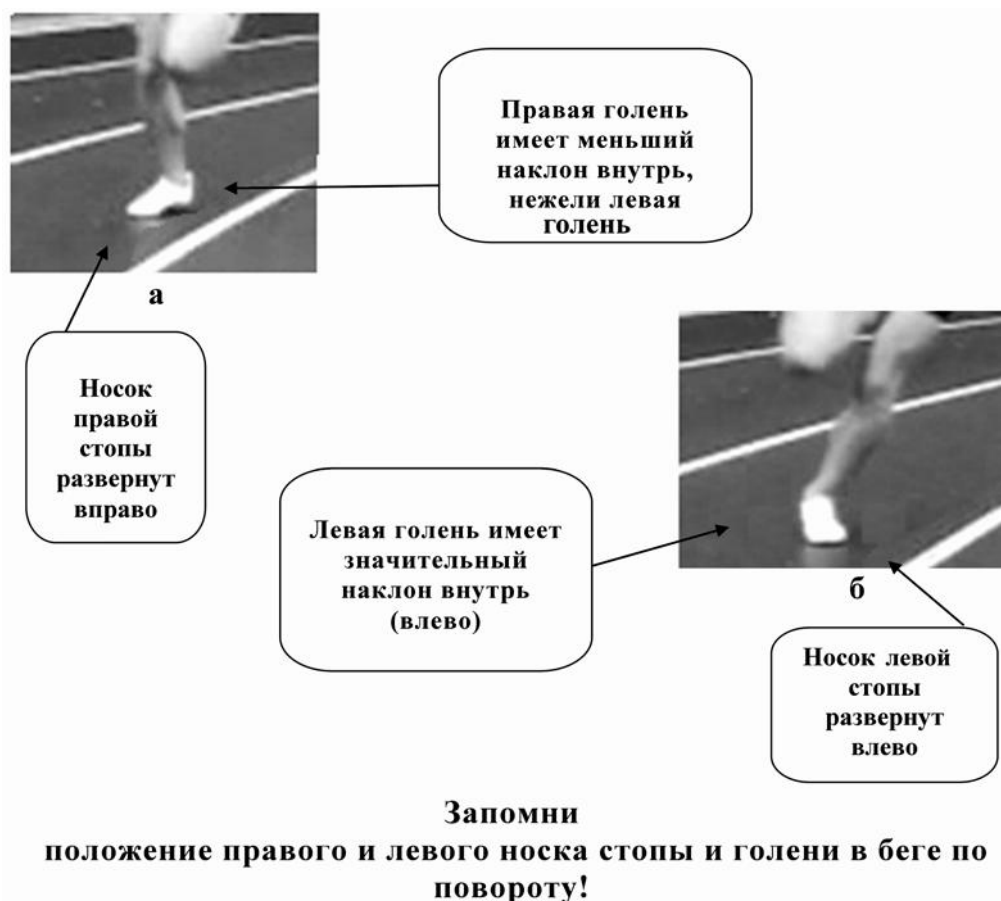 Правая голень
имеет меньший
наклон внутрь,
нежели левая
голень
а
Носок
правой
стопы
развернут
вправо
Левая голень имеет
значительный
наклон внутрь
(влево)
б
Носок левой
стопы
развернут
влево
Запомни
положение правого и левого носка стопы и голени в беге по
повороту!